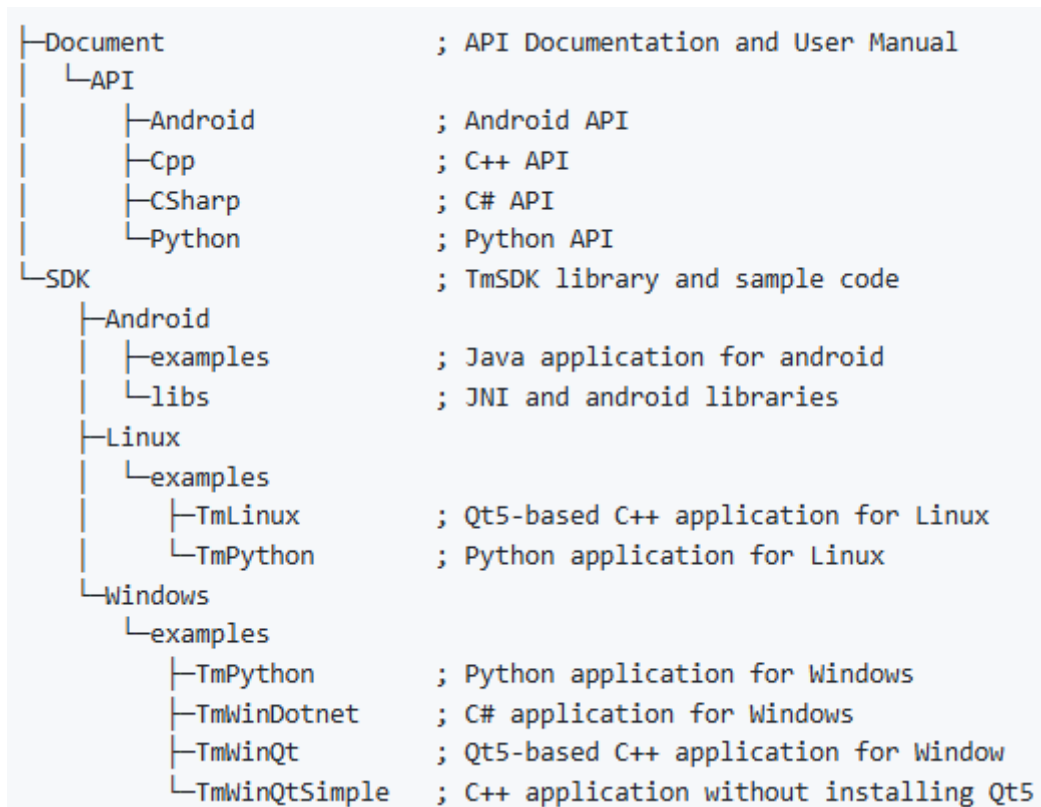 ├─Document                  ; API Documentation and User Manual
│  └─API
│      ├─Android            ; Android API
│      ├─Cpp                ; C++ API
│      ├─CSharp             ; C# API
│      └─Python             ; Python API
└─SDK                       ; TmSDK library and sample code
    ├─Android
    │  ├─examples           ; Java application for android
    │  └─libs               ; JNI and android libraries
    ├─Linux
    │  └─examples
    │      ├─TmLinux        ; Qt5-based C++ application for Linux
    │      └─TmPython       ; Python application for Linux
    └─Windows
        └─examples
            ├─TmPython      ; Python application for Windows
            ├─TmWinDotnet   ; C# application for Windows
            ├─TmWinQt       ; Qt5-based C++ application for Window
            └─TmWinQtSimple ; C++ application without installing Qt5